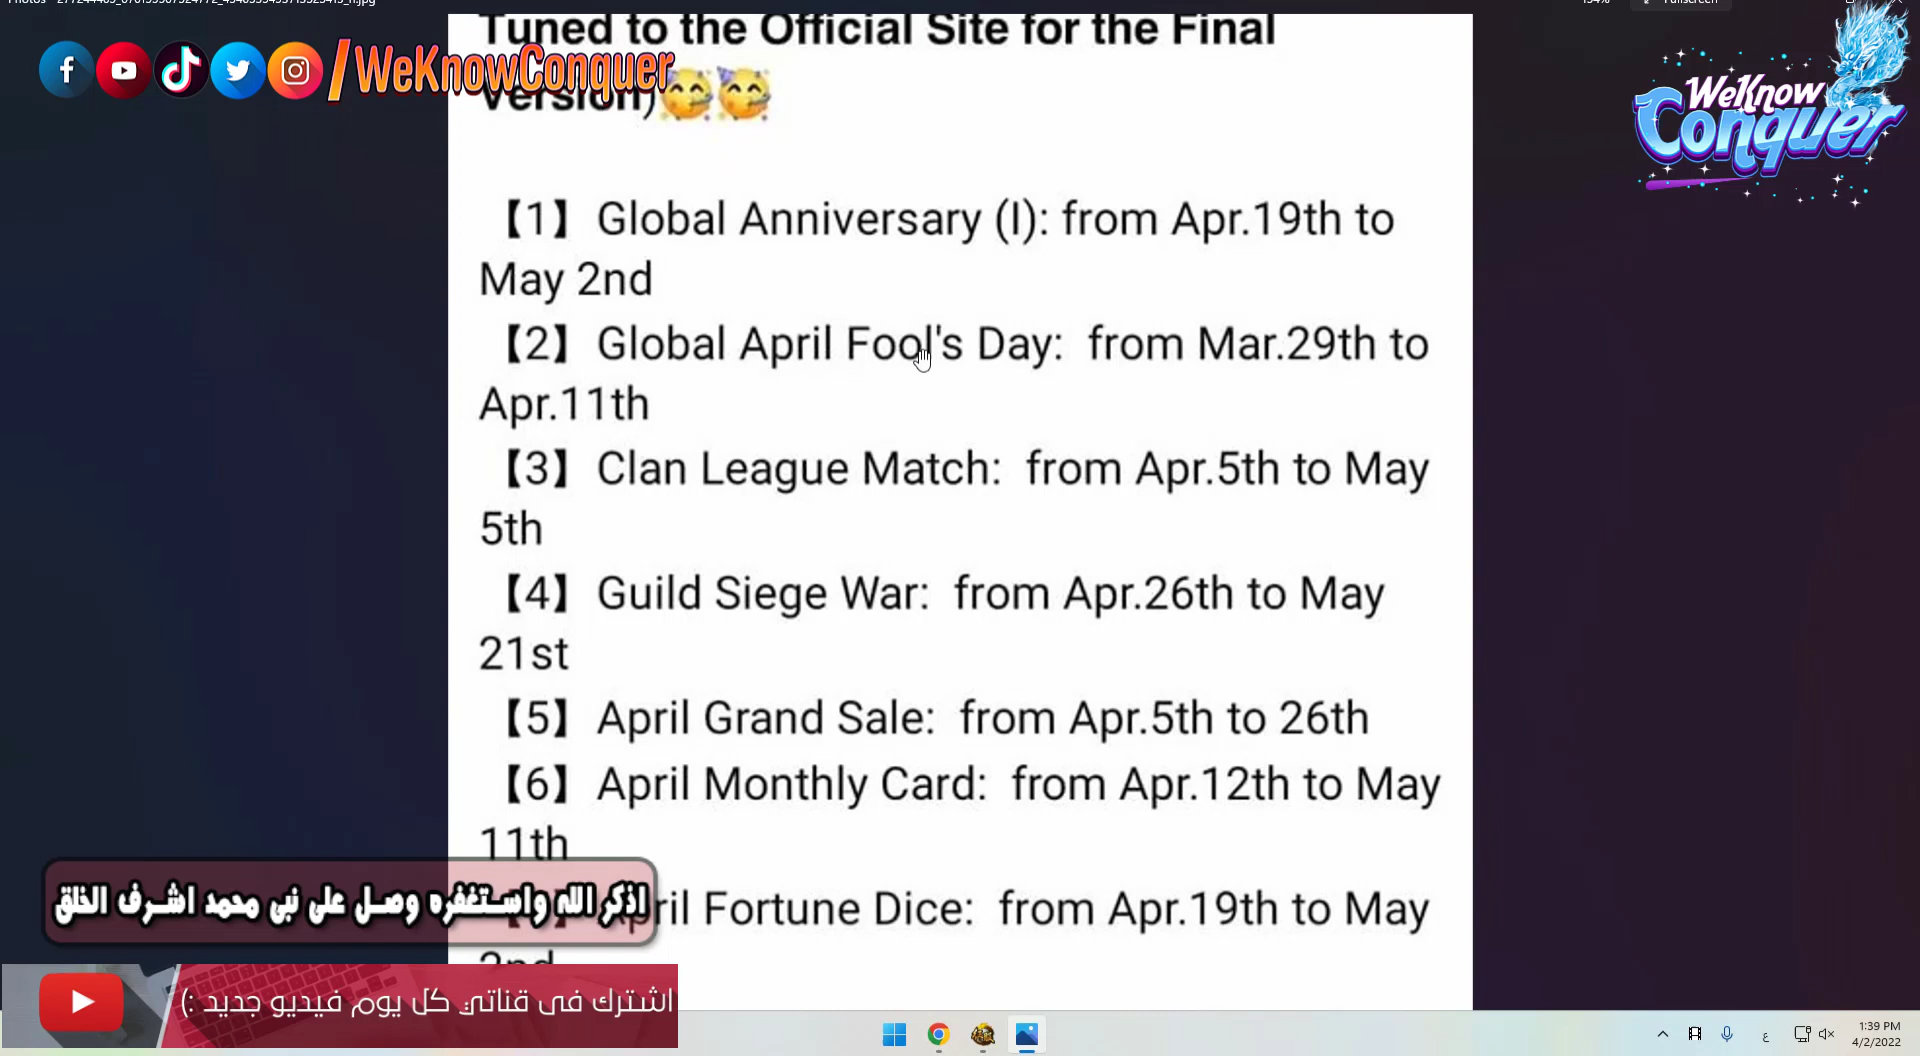 Fullscreen
Tuned to the Official Site for the Final
Version)🥳🥳
/WeKnowConquer
WeKnow
Conquer
【1】 Global Anniversary (I): from Apr.19th to
May 2nd
【2】 Global April Fool's Day: from Mar.29th to
Apr.11th
【3】 Clan League Match: from Apr.5th to May
5th
【4】 Guild Siege War: from Apr.26th to May
21st
【5】 April Grand Sale: from Apr.5th to 26th
【6】 April Monthly Card: from Apr.12th to May
11th
اذكر الله واستغفره وصل على نبى محمد اشرف الخلق
April Fortune Dice: from Apr.19th to May
2nd
اشترك فى قناتي كل يوم فيديو جديد :)
ع
1:39 PM
4/2/2022